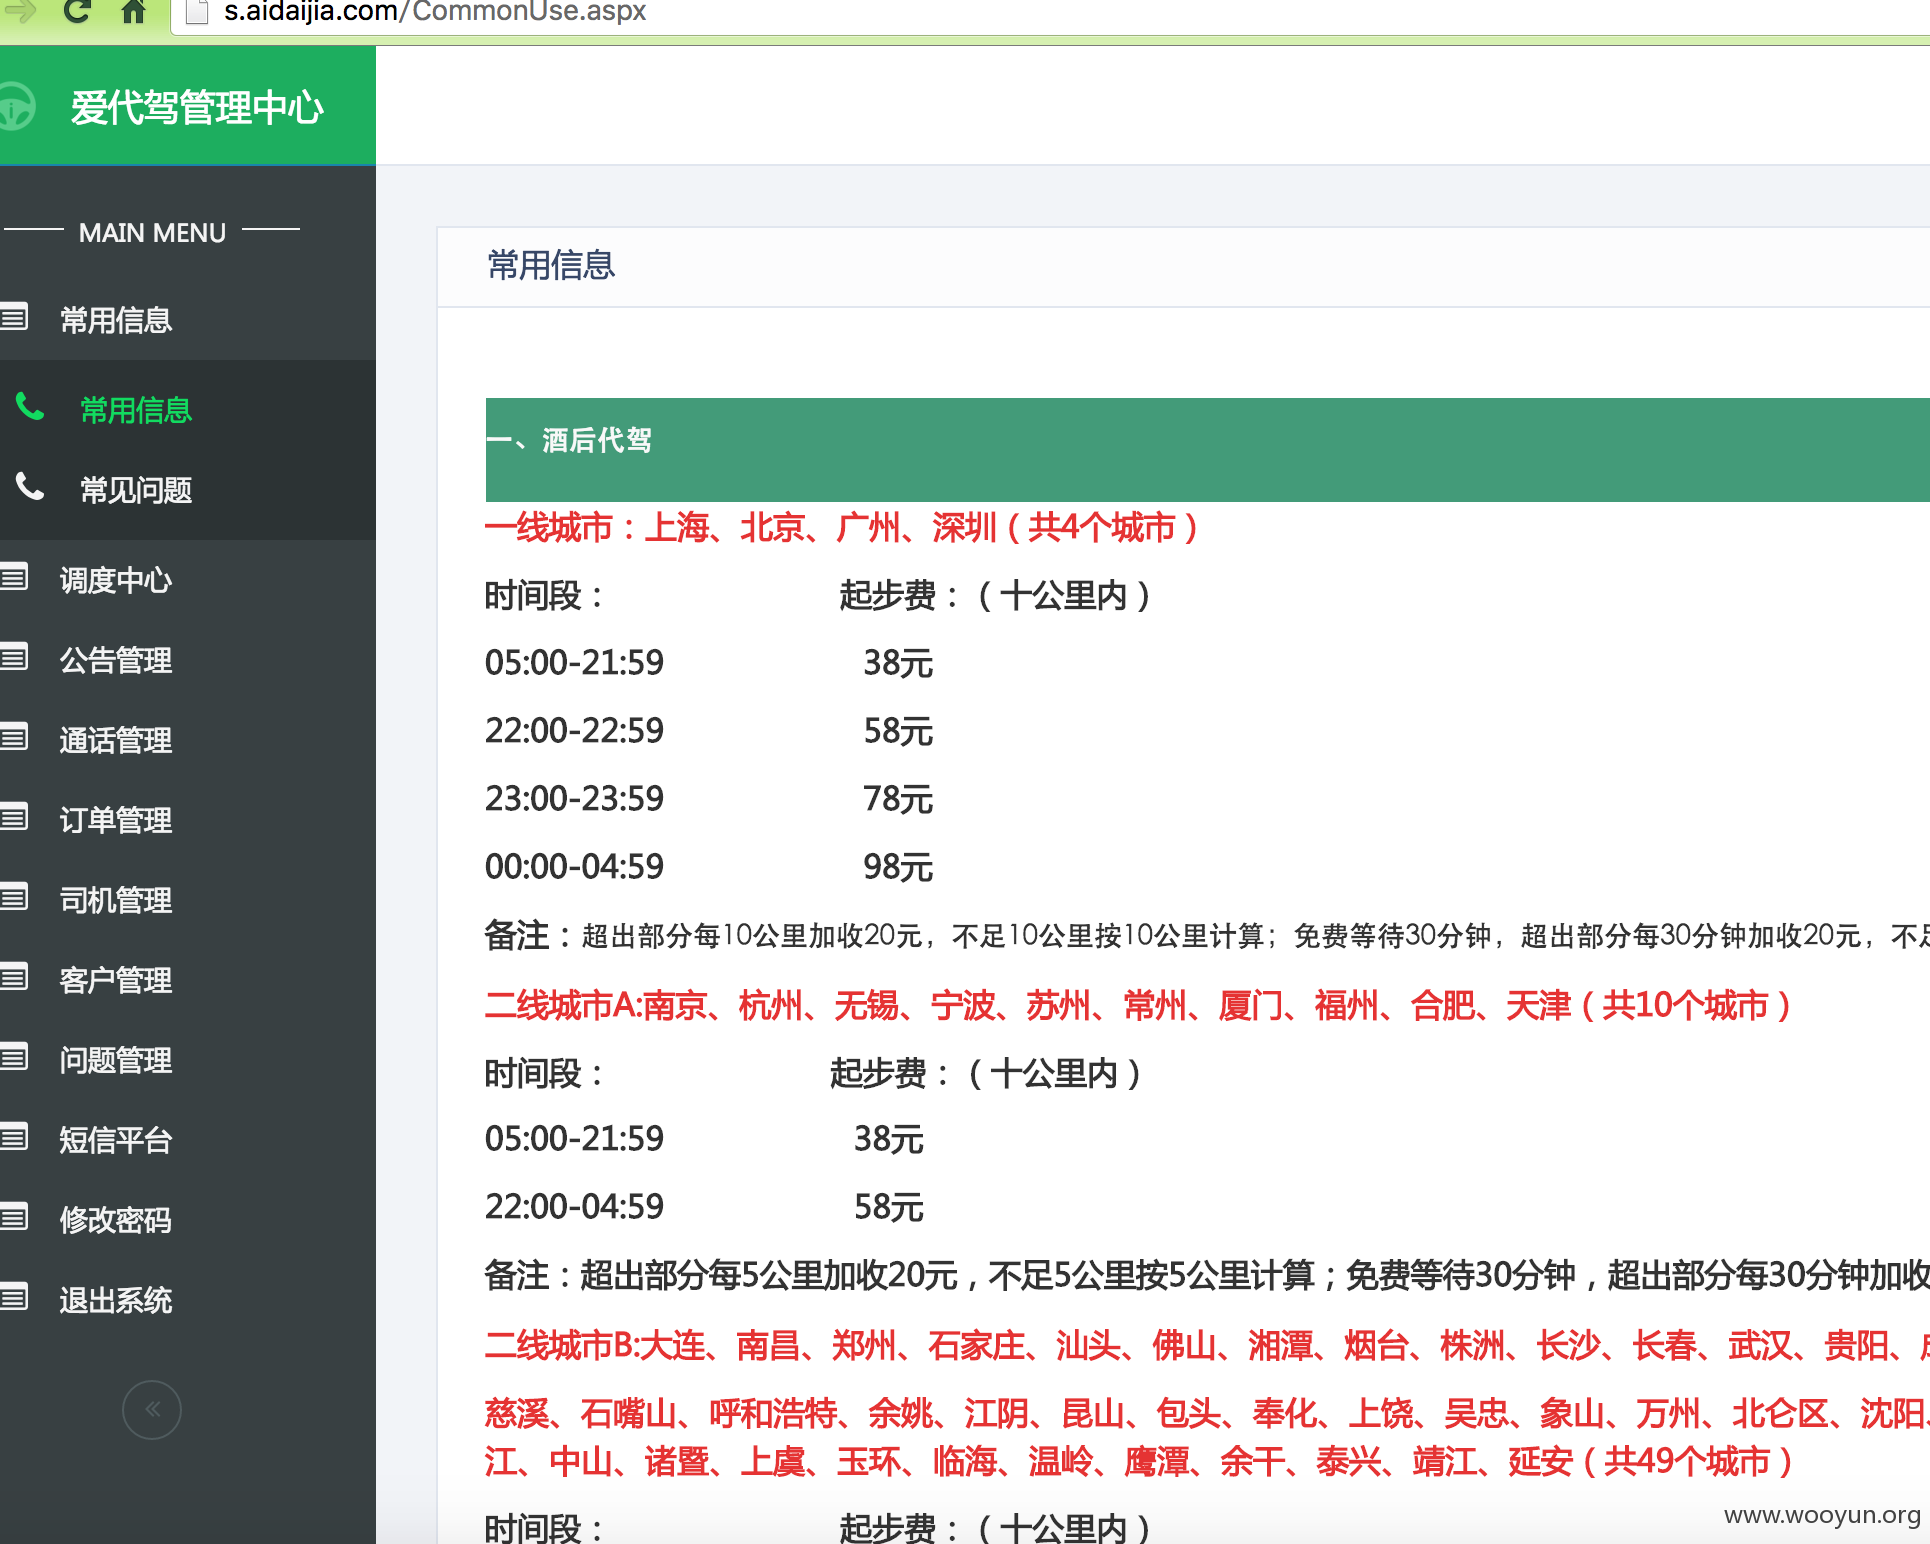 s.aidaijia.com/CommonUse.aspx
爱代驾管理中心
MAIN MENU
常用信息
常用信息
常见问题
调度中心
公告管理
通话管理
订单管理
司机管理
客户管理
问题管理
短信平台
修改密码
退出系统
常用信息
一、酒后代驾
一线城市：上海、北京、广州、深圳（共4个城市）
时间段： 起步费：（十公里内）
05:00-21:59 38元
22:00-22:59 58元
23:00-23:59 78元
00:00-04:59 98元
备注：超出部分每10公里加收20元，不足10公里按10公里计算；免费等待30分钟，超出部分每30分钟加收20元，不足
二线城市A:南京、杭州、无锡、宁波、苏州、常州、厦门、福州、合肥、天津（共10个城市）
时间段： 起步费：（十公里内）
05:00-21:59 38元
22:00-04:59 58元
备注：超出部分每5公里加收20元，不足5公里按5公里计算；免费等待30分钟，超出部分每30分钟加收
二线城市B:大连、南昌、郑州、石家庄、汕头、佛山、湘潭、烟台、株洲、长沙、长春、武汉、贵阳、
慈溪、石嘴山、呼和浩特、余姚、江阴、昆山、包头、奉化、上饶、吴忠、象山、万州、北仑区、沈阳、
江、中山、诸暨、上虞、玉环、临海、温岭、鹰潭、余干、泰兴、靖江、延安（共49个城市）
时间段： 起步费：（十公里内）
www.wooyun.org